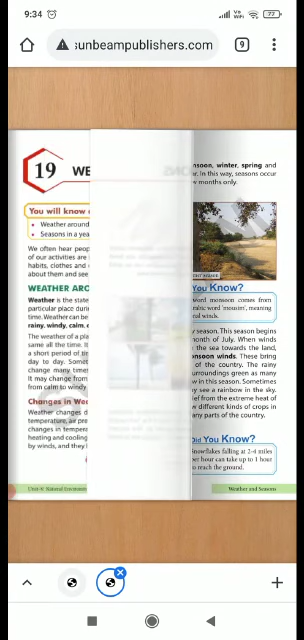 9:34
77
sunbeampublishers.com
9
19 WE
nsoon, winter, spring and
r. In this way, seasons occur
w months only.
You will know
Weather around
Seasons in a yea
We often hear peop
of our activities are
habits, clothes and
about them and see
WEATHER ARO
Weather is the state
particular place durin
time. Weather can be
rainy, windy, calm,
The weather of a pla
same all the time. It
a short period of tim
day to day. Somet
change many times
It may change from
from calm to windy
Changes in Wea
Weather changes d
temperature, air pre
changes in tempera
heating and cooling
by winds, and they
You Know?
word monsoon comes from
rabic word 'mousim', meaning
al winds.
y season. This season begins
month of July. When winds
the sea towards the land,
onsoon winds. These bring
of the country. The rainy
urroundings green as many
w in this season. Sometimes
y see a rainbow in the sky.
lief from the extreme heat of
w different kinds of crops in
any parts of the country.
Did You Know?
Snowflakes falling at 2-4 miles
per hour can take up to 1 hour
to reach the ground.
Weather and Seasons